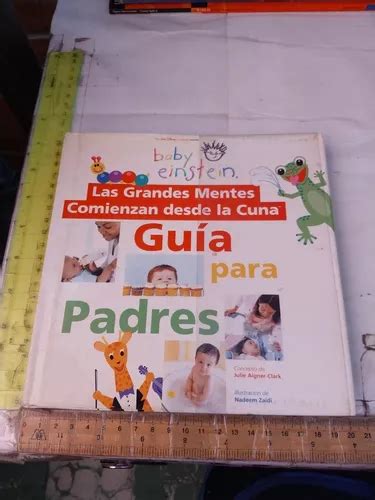 baby
einstein.
Las Grandes Mentes
Comienzan desde la Cuna
Guía
para
Padres
Concepto de
Julie Aigner-Clark
Ilustración de
Nadeem Zaidi